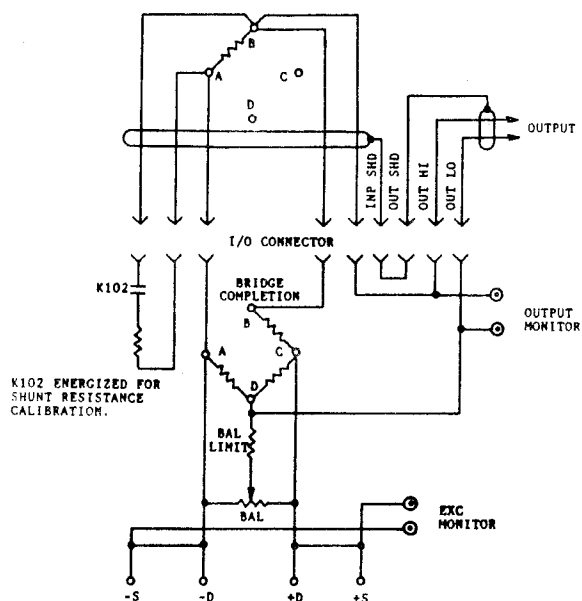 B
A
C
D
INP SHD
OUT SHD
OUT HI
OUT LO
OUTPUT
I/O CONNECTOR
K102
BRIDGE
COMPLETION
B
A
C
D
OUTPUT
MONITOR
K102 ENERGIZED FOR
SHUNT RESISTANCE
CALIBRATION.
BAL
LIMIT
BAL
EXC
MONITOR
-S
-D
+D
+S